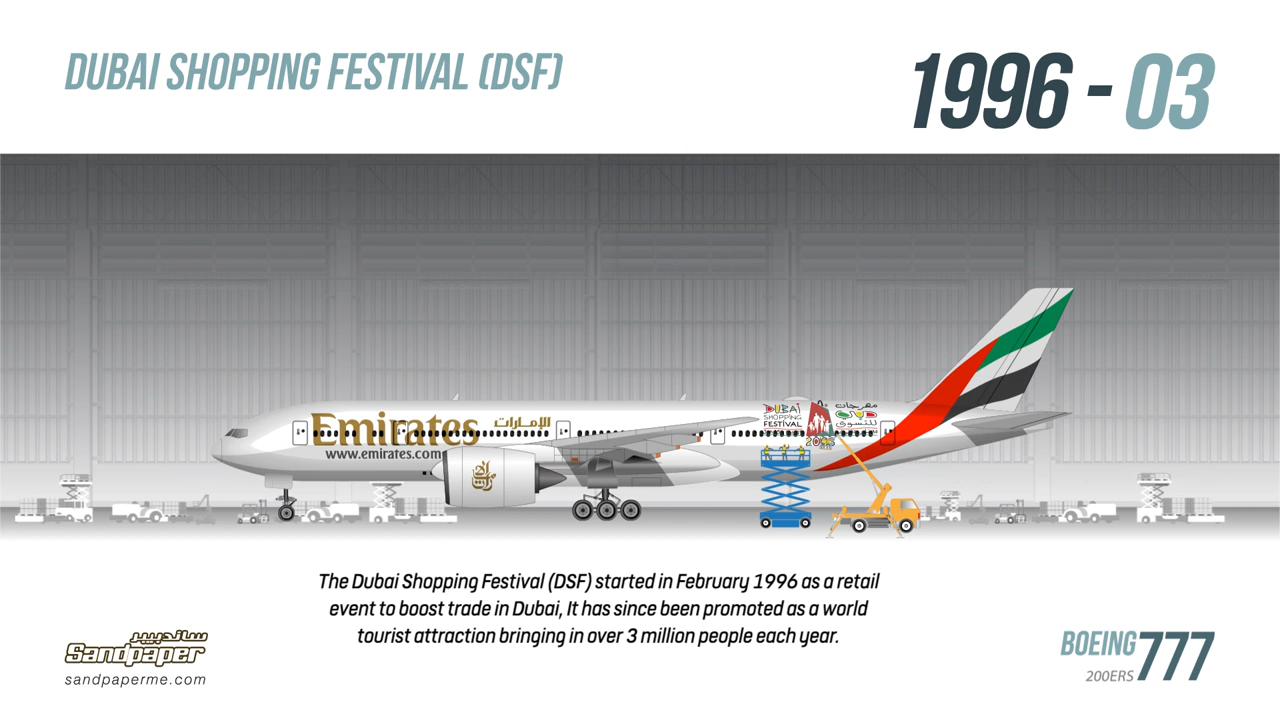 DUBAI SHOPPING FESTIVAL (DSF)
1996 - 03
Emirates
الإمارات
www.emirates.com
DUBAI
SHOPPING
FESTIVAL
مهرجان
دبي
للتسوق
The Dubai Shopping Festival (DSF) started in February 1996 as a retail
event to boost trade in Dubai, It has since been promoted as a world
tourist attraction bringing in over 3 million people each year.
ساندبيبر
Sandpaper
sandpaperme.com
BOEING 777
200ERS